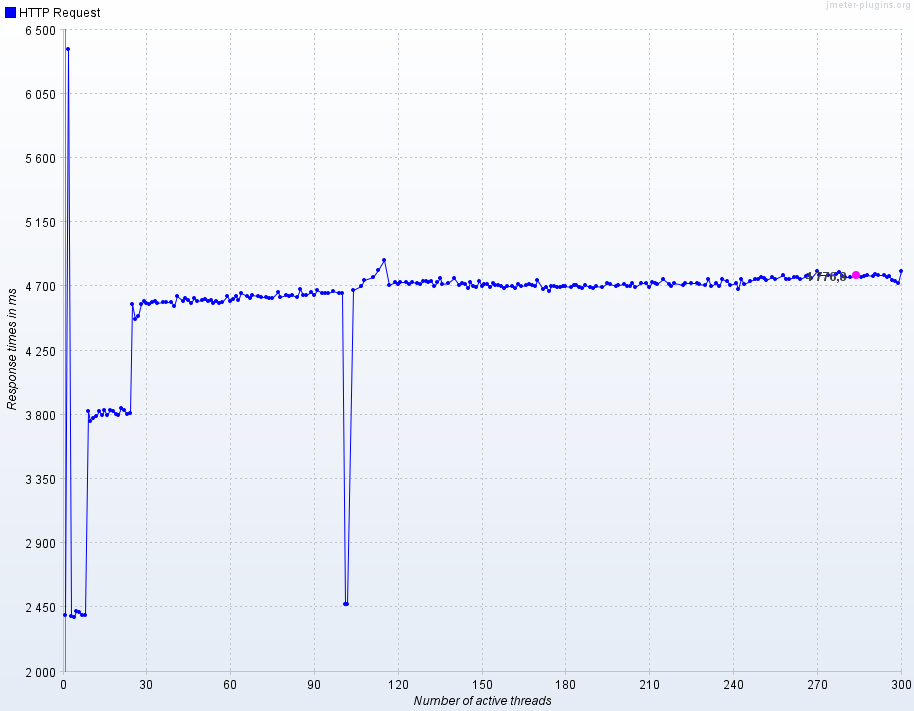 jmeter-plugins.org
HTTP Request
6 500
6 050
5 600
5 150
4 700
4 250
3 800
3 350
2 900
2 450
2 000
Response times in ms
0 30 60 90 120 150 180 210 240 270 300
Number of active threads